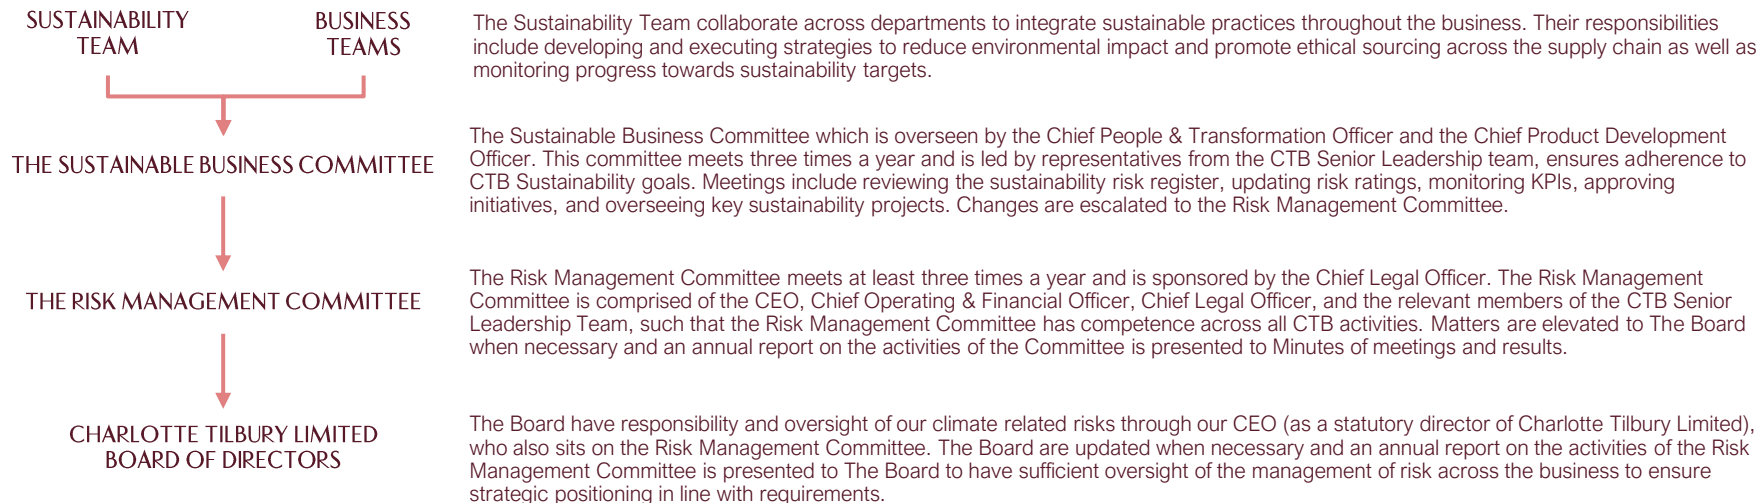 SUSTAINABILITY
TEAM
BUSINESS
TEAMS
The Sustainability Team collaborate across departments to integrate sustainable practices throughout the business. Their responsibilities
include developing and executing strategies to reduce environmental impact and promote ethical sourcing across the supply chain as well as
monitoring progress towards sustainability targets.
THE SUSTAINABLE BUSINESS COMMITTEE
The Sustainable Business Committee which is overseen by the Chief People & Transformation Officer and the Chief Product Development
Officer. This committee meets three times a year and is led by representatives from the CTB Senior Leadership team, ensures adherence to
CTB Sustainability goals. Meetings include reviewing the sustainability risk register, updating risk ratings, monitoring KPIs, approving
initiatives, and overseeing key sustainability projects. Changes are escalated to the Risk Management Committee.
THE RISK MANAGEMENT COMMITTEE
The Risk Management Committee meets at least three times a year and is sponsored by the Chief Legal Officer. The Risk Management
Committee is comprised of the CEO, Chief Operating & Financial Officer, Chief Legal Officer, and the relevant members of the CTB Senior
Leadership Team, such that the Risk Management Committee has competence across all CTB activities. Matters are elevated to The Board
when necessary and an annual report on the activities of the Committee is presented to Minutes of meetings and results.
CHARLOTTE TILBURY LIMITED
BOARD OF DIRECTORS
The Board have responsibility and oversight of our climate related risks through our CEO (as a statutory director of Charlotte Tilbury Limited),
who also sits on the Risk Management Committee. The Board are updated when necessary and an annual report on the activities of the Risk
Management Committee is presented to The Board to have sufficient oversight of the management of risk across the business to ensure
strategic positioning in line with requirements.